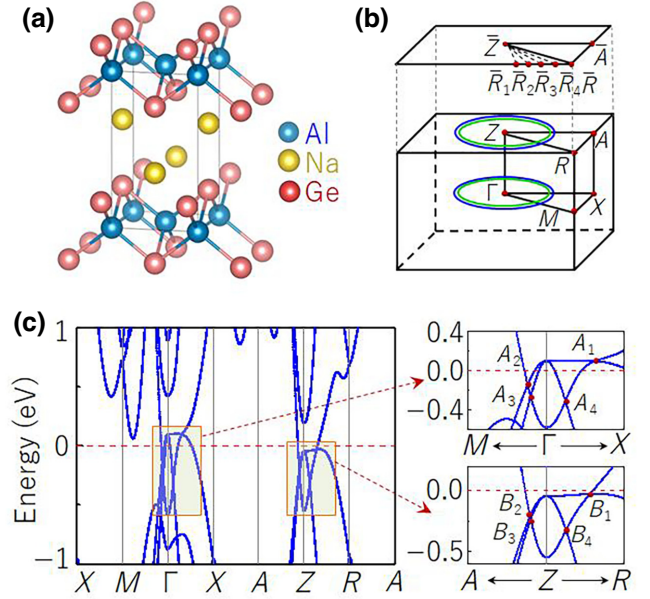 (a)
Al
Na
Ge
(b)
Z̄ Ā
R̄₁ R̄₂ R̄₃ R̄₄ R̄
Z A
R
Γ X
M
(c)
Energy (eV)
1
0
−1
X M Γ X A Z R A
0.4
0.0
−0.4
A₂ A₁
A₃ A₄
M ← Γ → X
0.0
−0.5
B₂ B₁
B₃ B₄
A ← Z → R